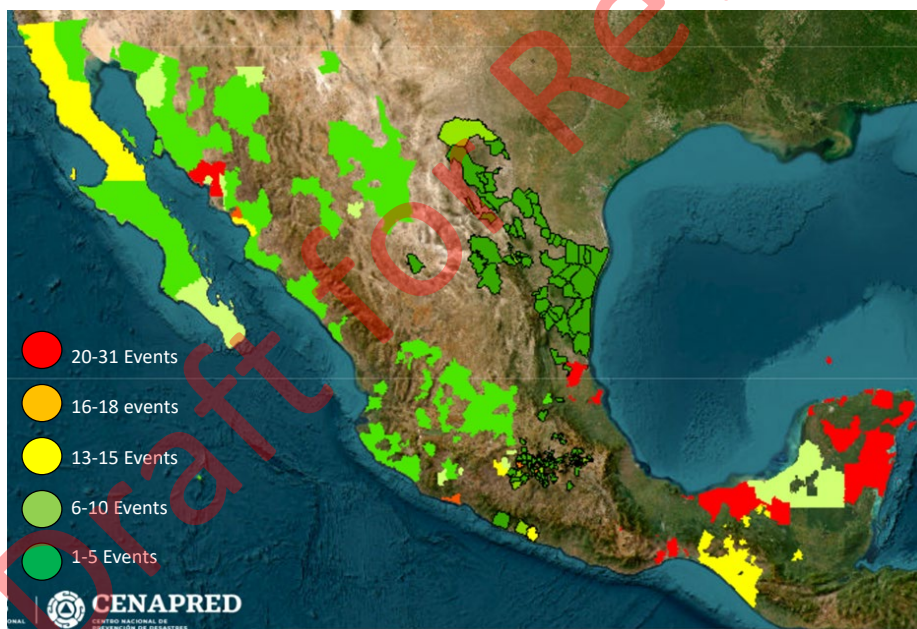 Draft for Re
20-31 Events
16-18 events
13-15 Events
6-10 Events
1-5 Events
ONAL
CENAPRED
CENTRO NACIONAL DE
PREVENCIÓN DE DESASTRES